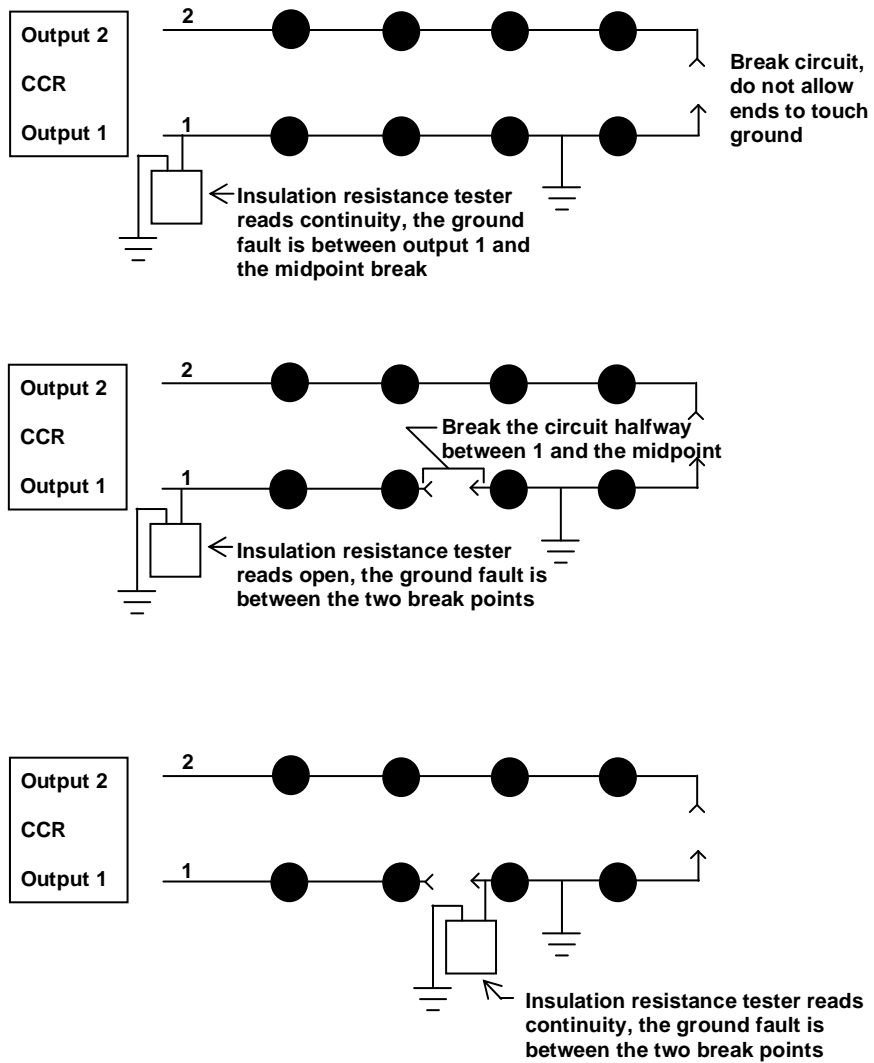 2
Output 2
CCR
Output 1
1
Break circuit,
do not allow
ends to touch
ground
Insulation resistance tester
reads continuity, the ground
fault is between output 1 and
the midpoint break
2
Output 2
CCR
Output 1
1
Break the circuit halfway
between 1 and the midpoint
Insulation resistance tester
reads open, the ground fault is
between the two break points
2
Output 2
CCR
Output 1
1
Insulation resistance tester reads
continuity, the ground fault is
between the two break points